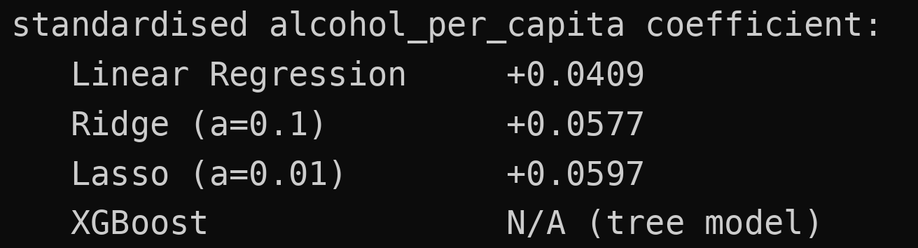 standardised alcohol_per_capita coefficient:
Linear Regression +0.0409
Ridge (a=0.1) +0.0577
Lasso (a=0.01) +0.0597
XGBoost N/A (tree model)